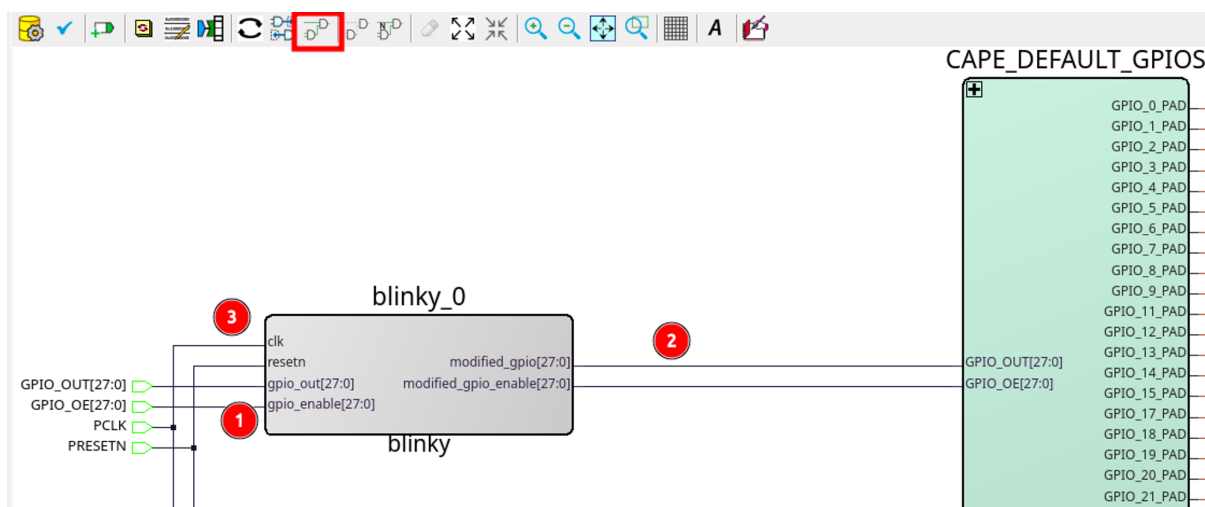 A
CAPE_DEFAULT_GPIOS
GPIO_0_PAD
GPIO_1_PAD
GPIO_2_PAD
GPIO_3_PAD
GPIO_4_PAD
GPIO_5_PAD
GPIO_6_PAD
GPIO_7_PAD
GPIO_8_PAD
GPIO_9_PAD
GPIO_11_PAD
GPIO_12_PAD
GPIO_13_PAD
GPIO_14_PAD
GPIO_15_PAD
GPIO_17_PAD
GPIO_18_PAD
GPIO_19_PAD
GPIO_20_PAD
GPIO_21_PAD
GPIO_OUT[27:0]
GPIO_OE[27:0]
blinky_0
3
2
1
clk
resetn
gpio_out[27:0]
gpio_enable[27:0]
modified_gpio[27:0]
modified_gpio_enable[27:0]
blinky
GPIO_OUT[27:0]
GPIO_OE[27:0]
PCLK
PRESETN